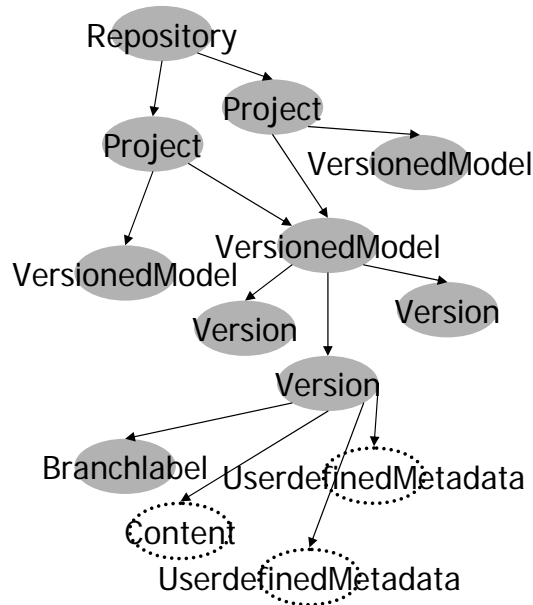 Repository
Project
Project
VersionedModel
VersionedModel
VersionedModel
Version
Version
Version
Branchlabel
UserdefinedMetadata
Content
UserdefinedMetadata